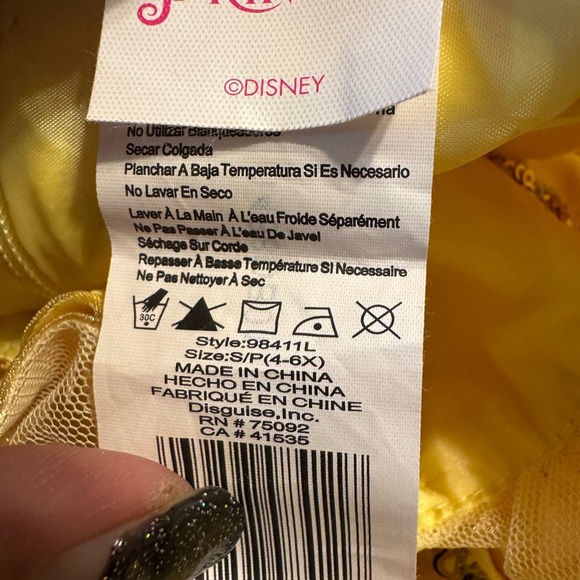 ©DISNEY
No Utilizar Blanqueadores
Secar Colgada
Planchar A Baja Temperatura Si Es Necesario
No Lavar En Seco
Laver À La Main À L'eau Froide Séparément
Ne Pas Passer À L'eau De Javel
Séchage Sur Corde
Repasser À Basse Température Si Necessaire
Ne Pas Nettoyer À Sec
30C
Style:98411L
Size:S/P(4-6X)
MADE IN CHINA
HECHO EN CHINA
FABRIQUÉ EN CHINE
Disguise,Inc.
RN # 75092
CA # 41535